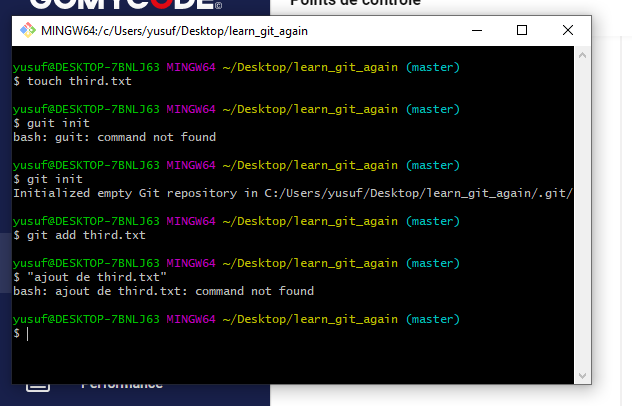 GOMYCODE©
Points de contrôle
MINGW64:/c/Users/yusuf/Desktop/learn_git_again
yusuf@DESKTOP-7BNLJ63 MINGW64 ~/Desktop/learn_git_again (master)
$ touch third.txt
yusuf@DESKTOP-7BNLJ63 MINGW64 ~/Desktop/learn_git_again (master)
$ guit init
bash: guit: command not found
yusuf@DESKTOP-7BNLJ63 MINGW64 ~/Desktop/learn_git_again (master)
$ git init
Initialized empty Git repository in C:/Users/yusuf/Desktop/learn_git_again/.git/
yusuf@DESKTOP-7BNLJ63 MINGW64 ~/Desktop/learn_git_again (master)
$ git add third.txt
yusuf@DESKTOP-7BNLJ63 MINGW64 ~/Desktop/learn_git_again (master)
$ "ajout de third.txt"
bash: ajout de third.txt: command not found
yusuf@DESKTOP-7BNLJ63 MINGW64 ~/Desktop/learn_git_again (master)
$
Performance